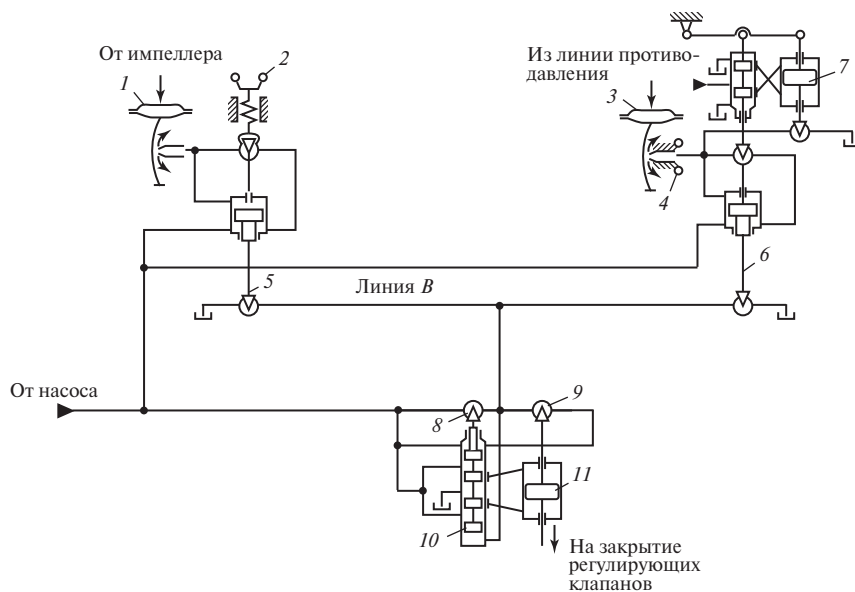 От импеллера
1
2
Из линии противо-
давления
3
7
4
5
6
Линия B
От насоса
8
9
10
11
На закрытие
регулирующих
клапанов